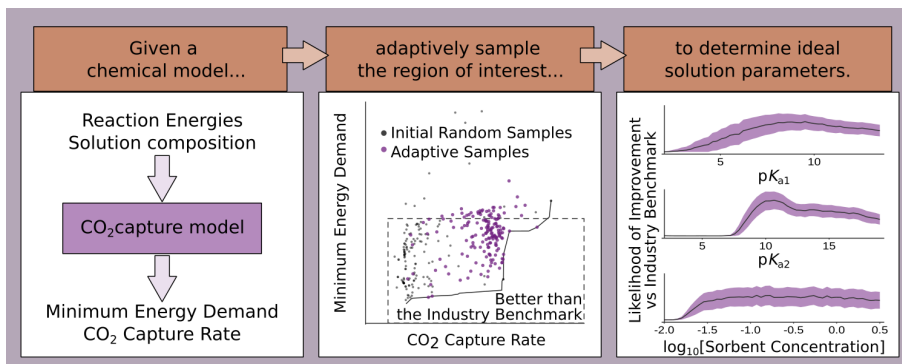 Given a
chemical model...
adaptively sample
the region of interest...
to determine ideal
solution parameters.
Reaction Energies
Solution composition
CO₂capture model
Minimum Energy Demand
CO₂ Capture Rate
Minimum Energy Demand
Initial Random Samples
Adaptive Samples
Better than
the Industry Benchmark
CO₂ Capture Rate
Likelihood of Improvement
vs Industry Benchmark
5 10
pKa1
5 10 15
pKa2
-2.0 -1.5 -1.0 -0.5 0.0 0.5
log₁₀[Sorbent Concentration]